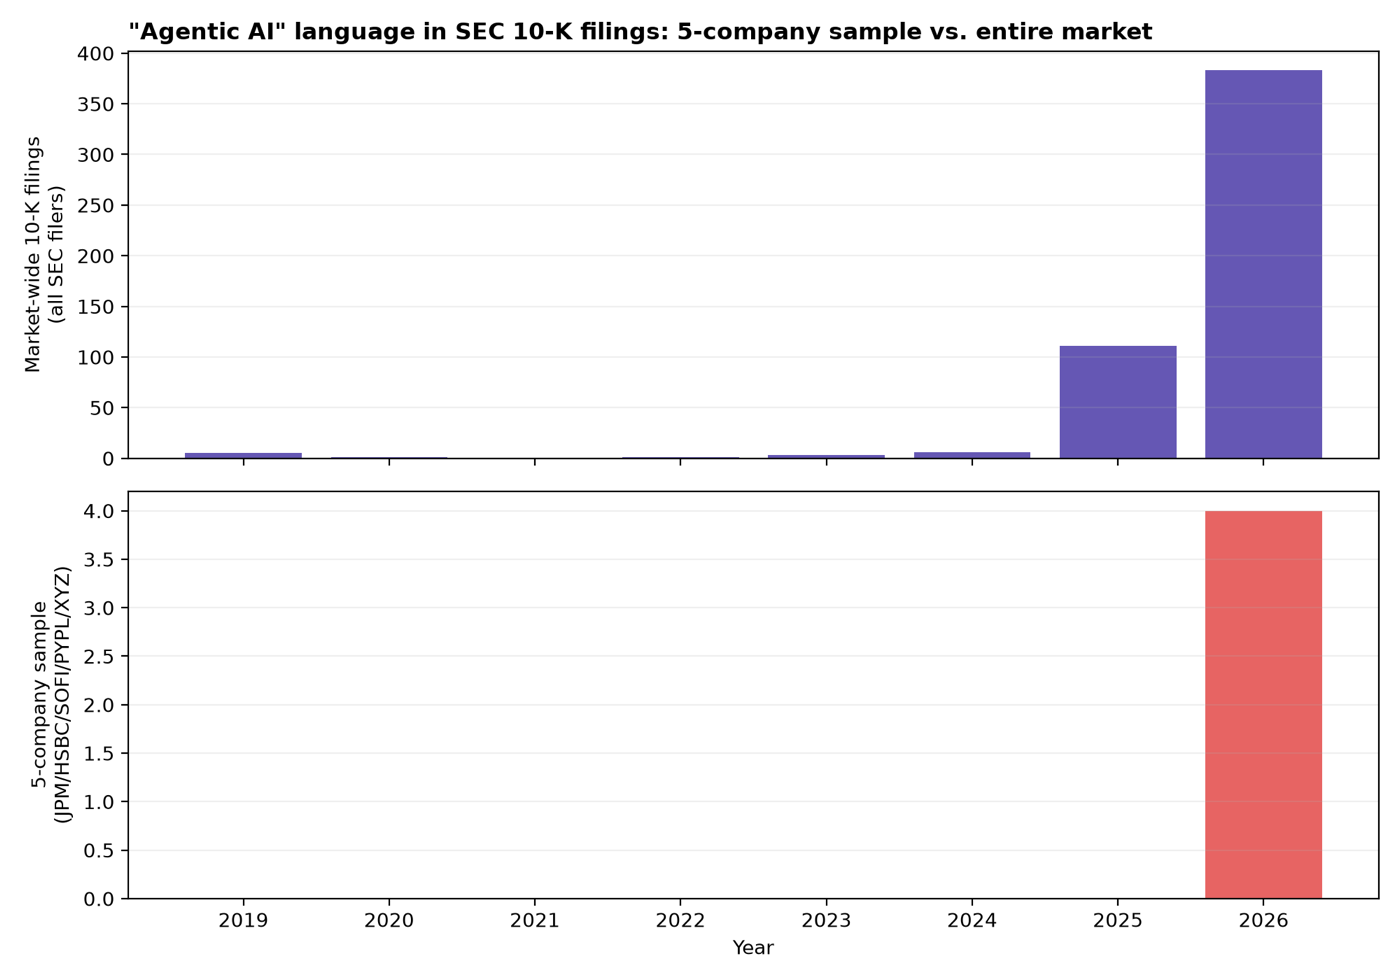 "Agentic AI" language in SEC 10-K filings: 5-company sample vs. entire market
Market-wide 10-K filings
(all SEC filers)
400
350
300
250
200
150
100
50
0
5-company sample
(JPM/HSBC/SOFI/PYPL/XYZ)
4.0
3.5
3.0
2.5
2.0
1.5
1.0
0.5
0.0
2019 2020 2021 2022 2023 2024 2025 2026
Year